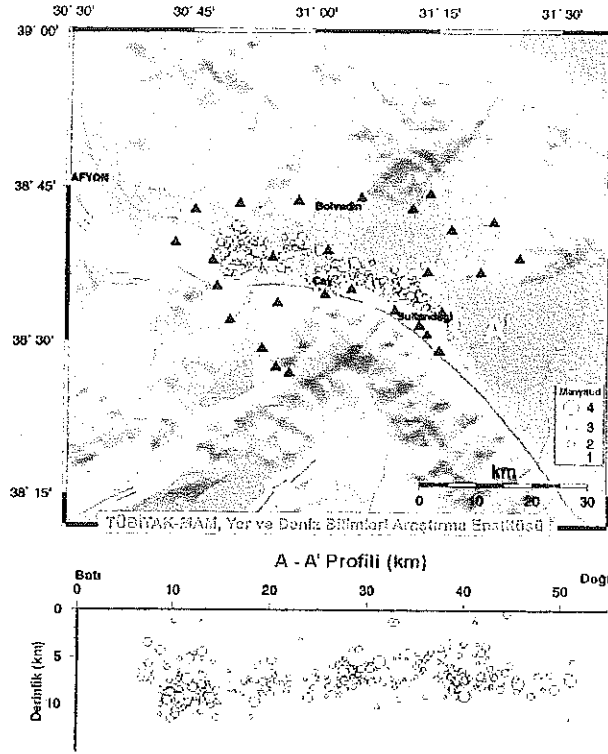 30° 30' 30° 45' 31° 00' 31° 15' 31° 30'
39° 00'
AFYON
38° 45'
Bolvadin
Çay
Sultandagi
38° 30'
Manyitud
4
3
2
1
km
0 10 20 30
38° 15'
TÜBİTAK-MAM, Yer ve Deniz Bilimleri Araştırma Enstitüsü
A - A' Profili (km)
Batı Doğu
0 10 20 30 40 50
0
5
10
Derinlik (km)